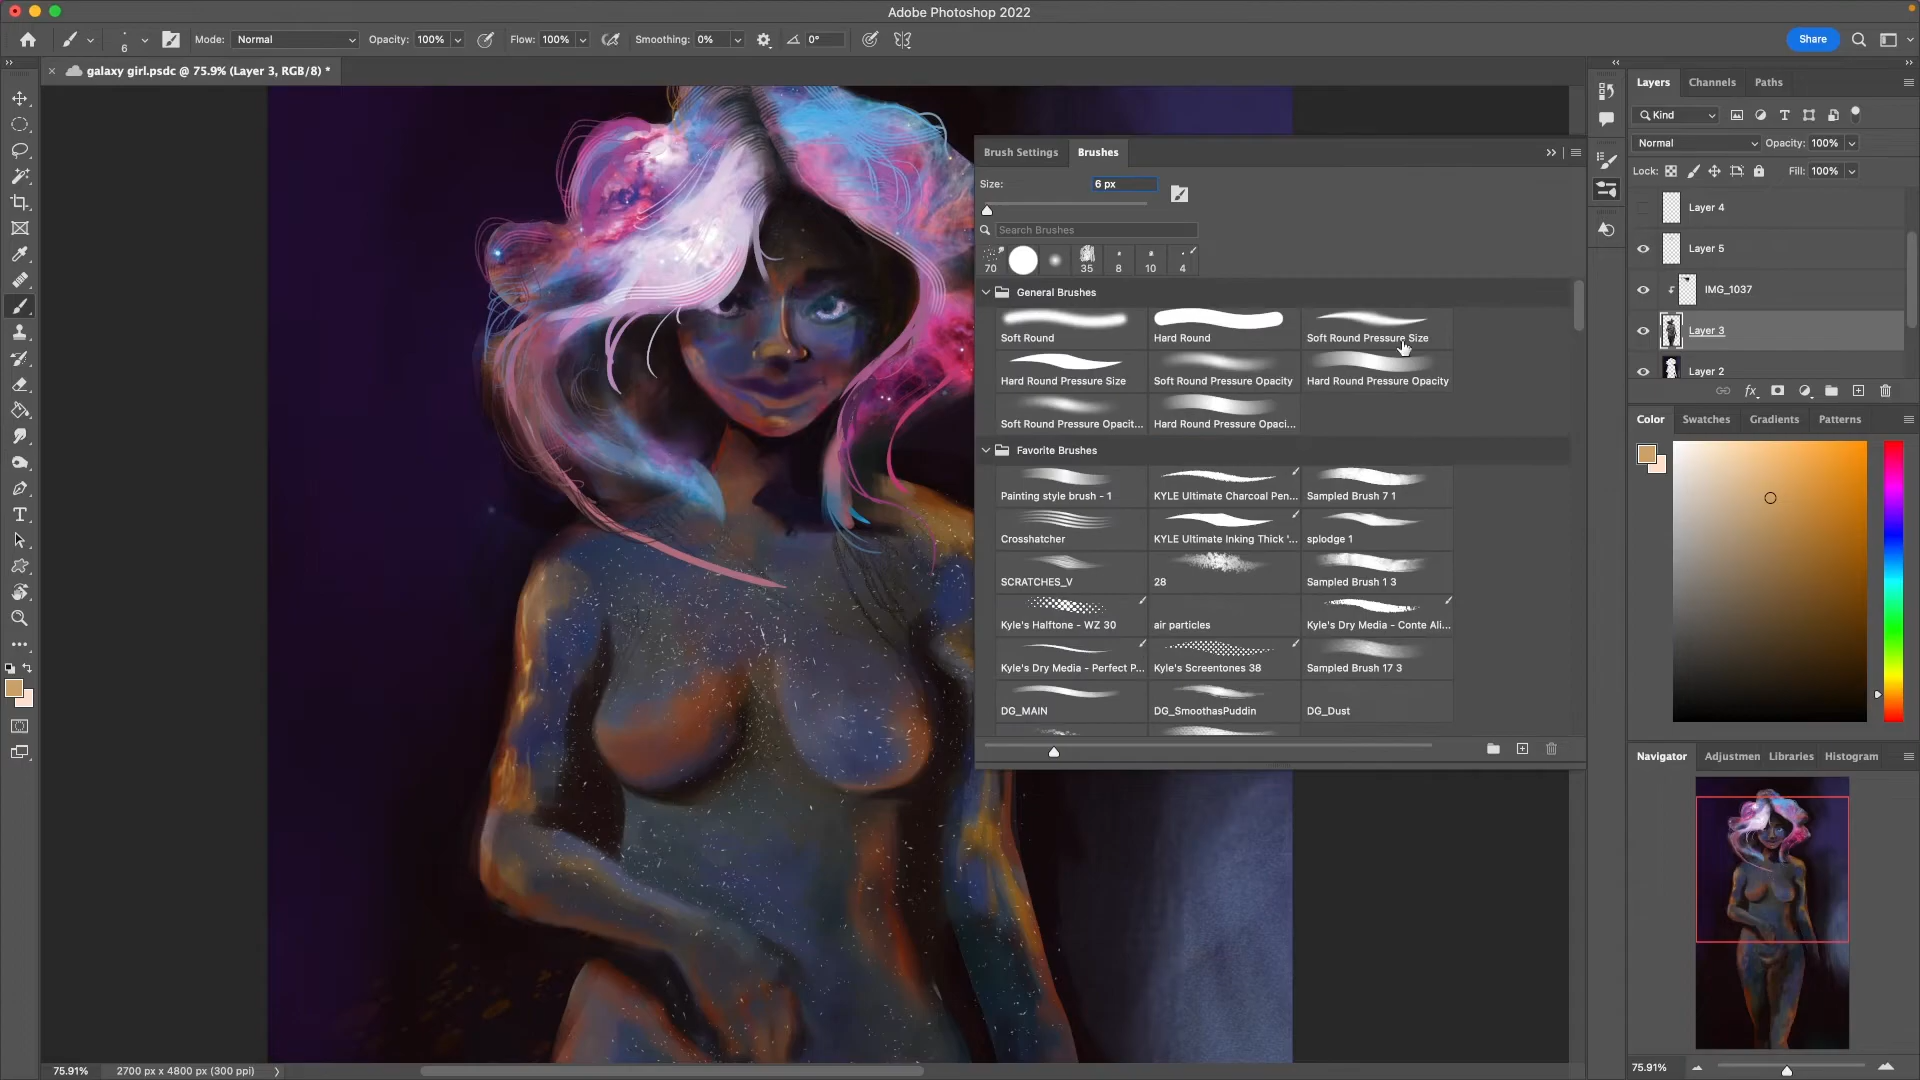 Adobe Photoshop 2022
6 Mode: Normal Opacity: 100% Flow: 100% Smoothing: 0% 0° Share
galaxy girl.psdc @ 75.9% (Layer 3, RGB/8) *
Brush Settings Brushes
Size: 6 px
Search Brushes
70 35 8 10 4
General Brushes
Soft Round Hard Round Soft Round Pressure Size
Hard Round Pressure Size Soft Round Pressure Opacity Hard Round Pressure Opacity
Soft Round Pressure Opacit... Hard Round Pressure Opaci...
Favorite Brushes
Painting style brush - 1 KYLE Ultimate Charcoal Pen... Sampled Brush 7 1
Crosshatcher KYLE Ultimate Inking Thick '... splodge 1
SCRATCHES_V 28 Sampled Brush 1 3
Kyle's Halftone - WZ 30 air particles Kyle's Dry Media - Conte Ali...
Kyle's Dry Media - Perfect P... Kyle's Screentones 38 Sampled Brush 17 3
DG_MAIN DG_SmoothasPuddin DG_Dust
Layers Channels Paths
Kind
Normal Opacity: 100%
Lock: Fill: 100%
Layer 4
Layer 5
IMG_1037
Layer 3
Layer 2
fx
Color Swatches Gradients Patterns
Navigator Adjustmen Libraries Histogram
75.91%
75.91% 2700 px x 4800 px (300 ppi)